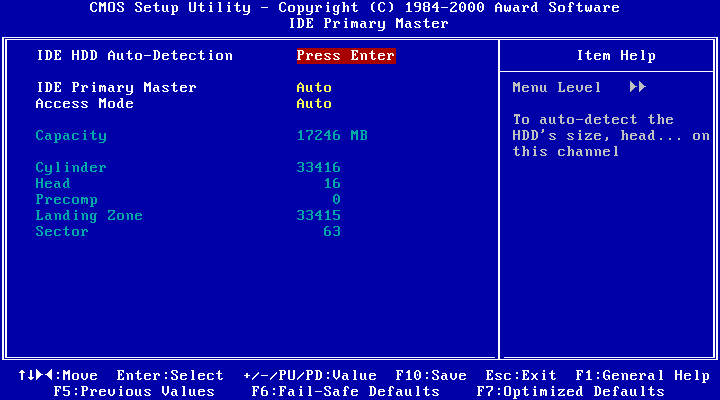 CMOS Setup Utility - Copyright (C) 1984-2000 Award Software
IDE Primary Master
IDE HDD Auto-Detection Press Enter
IDE Primary Master Auto
Access Mode Auto
Capacity 17246 MB
Cylinder 33416
Head 16
Precomp 0
Landing Zone 33415
Sector 63
Item Help
Menu Level ▶▶
To auto-detect the
HDD's size, head... on
this channel
↑↓▶◀:Move Enter:Select +/-/PU/PD:Value F10:Save Esc:Exit F1:General Help
F5:Previous Values F6:Fail-Safe Defaults F7:Optimized Defaults